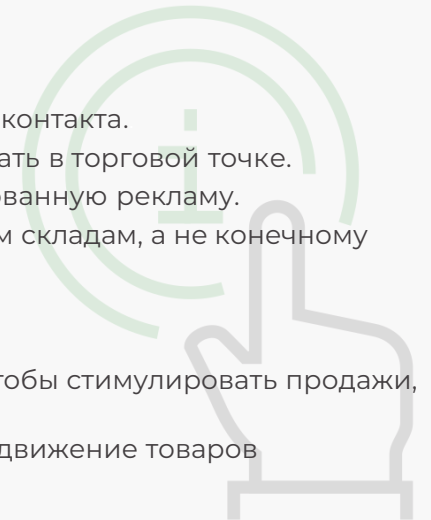 контакта.
ать в торговой точке.
ованную рекламу.
м складам, а не конечному
тобы стимулировать продажи,
движение товаров